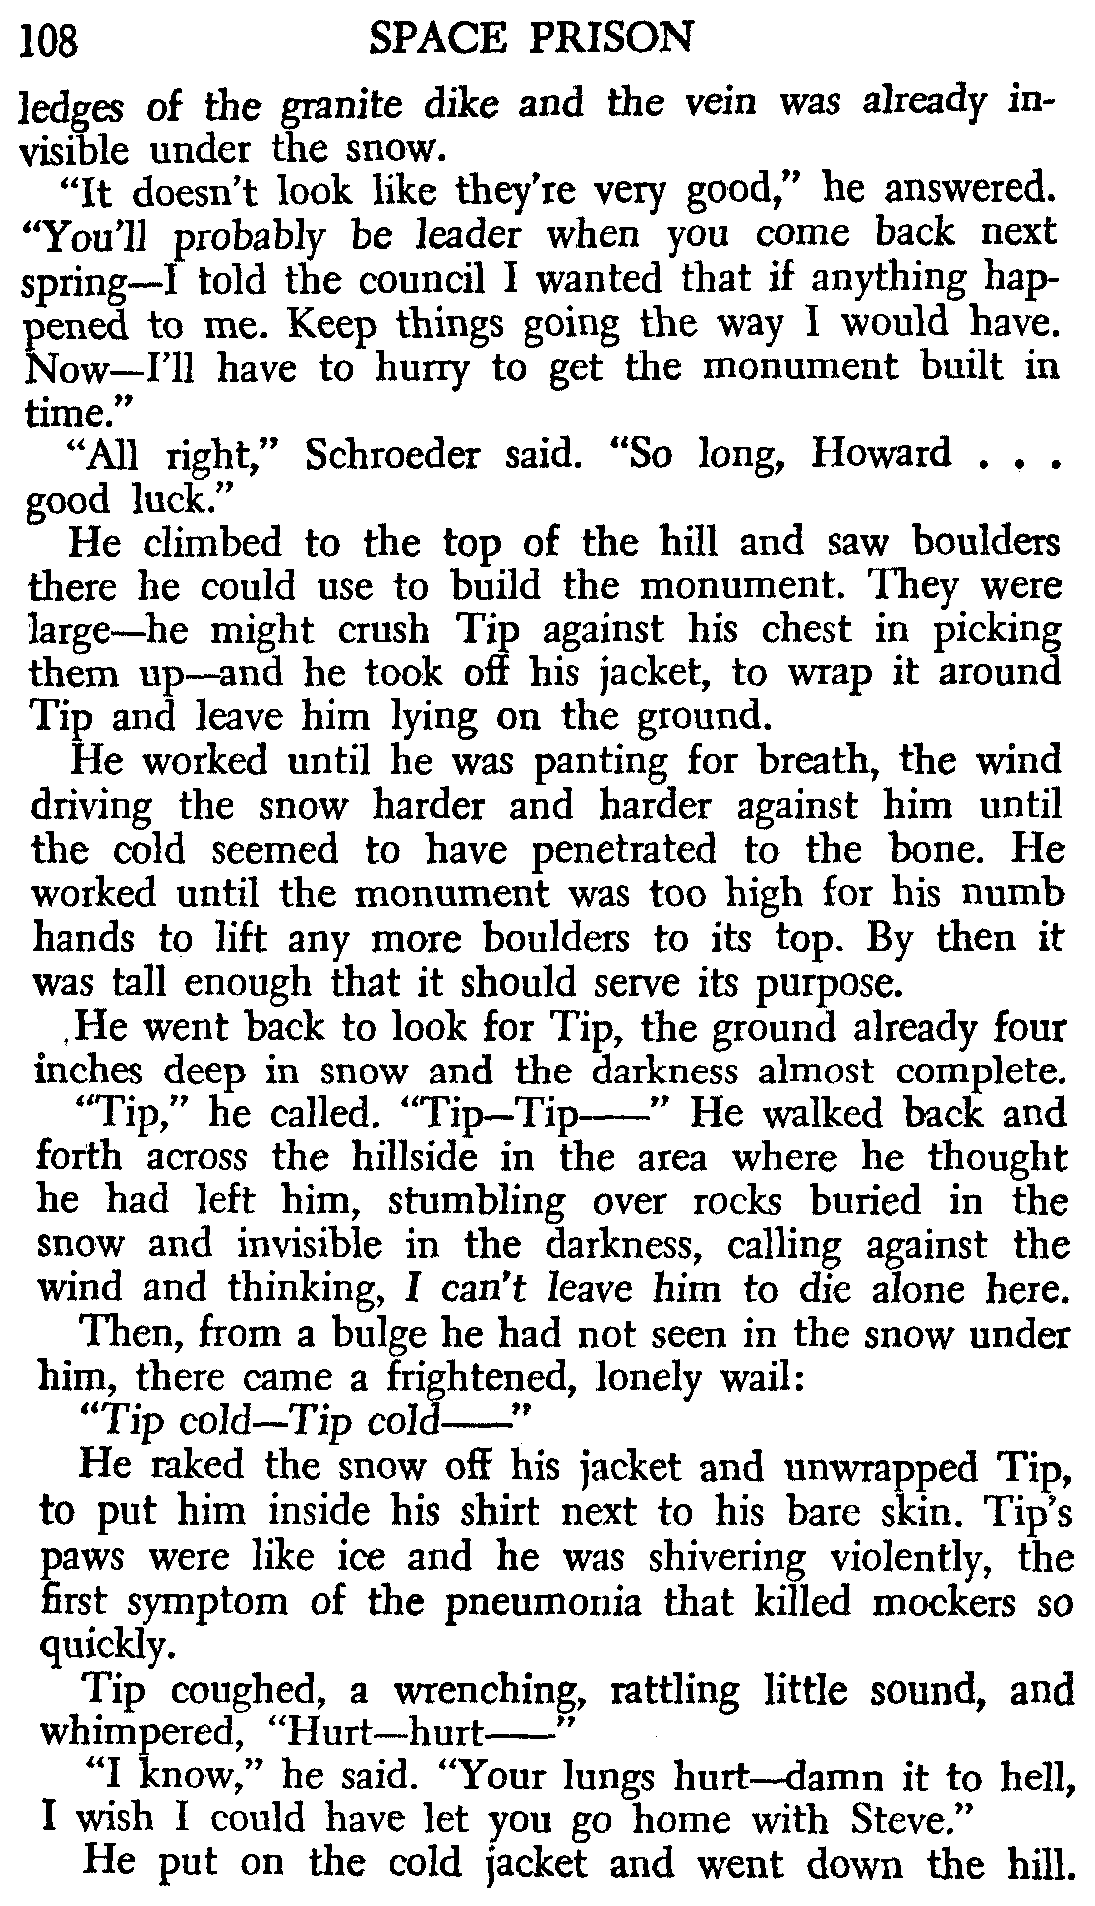 108 SPACE PRISON
ledges of the granite dike and the vein was already in-
visible under the snow.
“It doesn't look like they're very good,” he answered.
“You'll probably be leader when you come back next
spring—I told the council I wanted that if anything hap-
pened to me. Keep things going the way I would have.
Now—I'll have to hurry to get the monument built in
time.”
“All right,” Schroeder said. “So long, Howard . . .
good luck.”
He climbed to the top of the hill and saw boulders
there he could use to build the monument. They were
large—he might crush Tip against his chest in picking
them up—and he took off his jacket, to wrap it around
Tip and leave him lying on the ground.
He worked until he was panting for breath, the wind
driving the snow harder and harder against him until
the cold seemed to have penetrated to the bone. He
worked until the monument was too high for his numb
hands to lift any more boulders to its top. By then it
was tall enough that it should serve its purpose.
He went back to look for Tip, the ground already four
inches deep in snow and the darkness almost complete.
“Tip,” he called. “Tip—Tip——” He walked back and
forth across the hillside in the area where he thought
he had left him, stumbling over rocks buried in the
snow and invisible in the darkness, calling against the
wind and thinking, I can't leave him to die alone here.
Then, from a bulge he had not seen in the snow under
him, there came a frightened, lonely wail:
“Tip cold—Tip cold——”
He raked the snow off his jacket and unwrapped Tip,
to put him inside his shirt next to his bare skin. Tip's
paws were like ice and he was shivering violently, the
first symptom of the pneumonia that killed mockers so
quickly.
Tip coughed, a wrenching, rattling little sound, and
whimpered, “Hurt—hurt——”
“I know,” he said. “Your lungs hurt—damn it to hell,
I wish I could have let you go home with Steve.”
He put on the cold jacket and went down the hill.